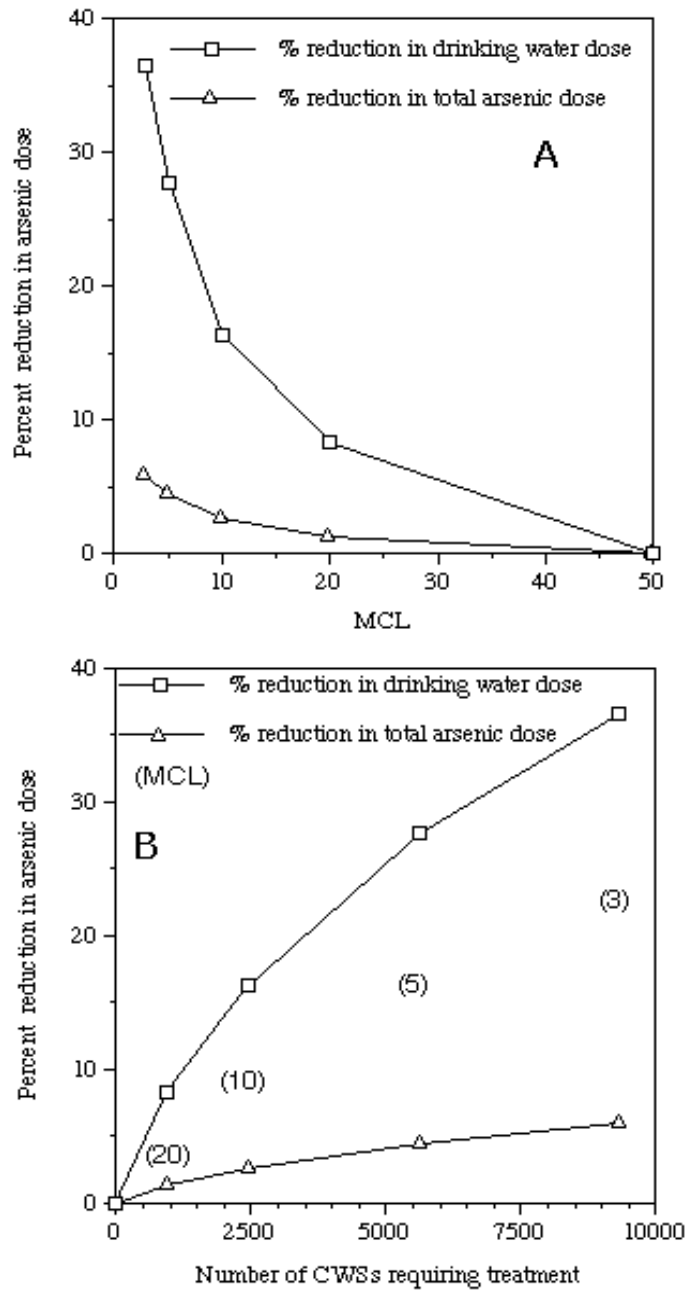 40
% reduction in drinking water dose
% reduction in total arsenic dose
A
30
20
10
0
Percent reduction in arsenic dose
0 10 20 30 40 50
MCL
40
% reduction in drinking water dose
% reduction in total arsenic dose
(MCL)
30
B
(3)
20
(5)
10
(10)
(20)
0
Percent reduction in arsenic dose
0 2500 5000 7500 10000
Number of CWSs requiring treatment